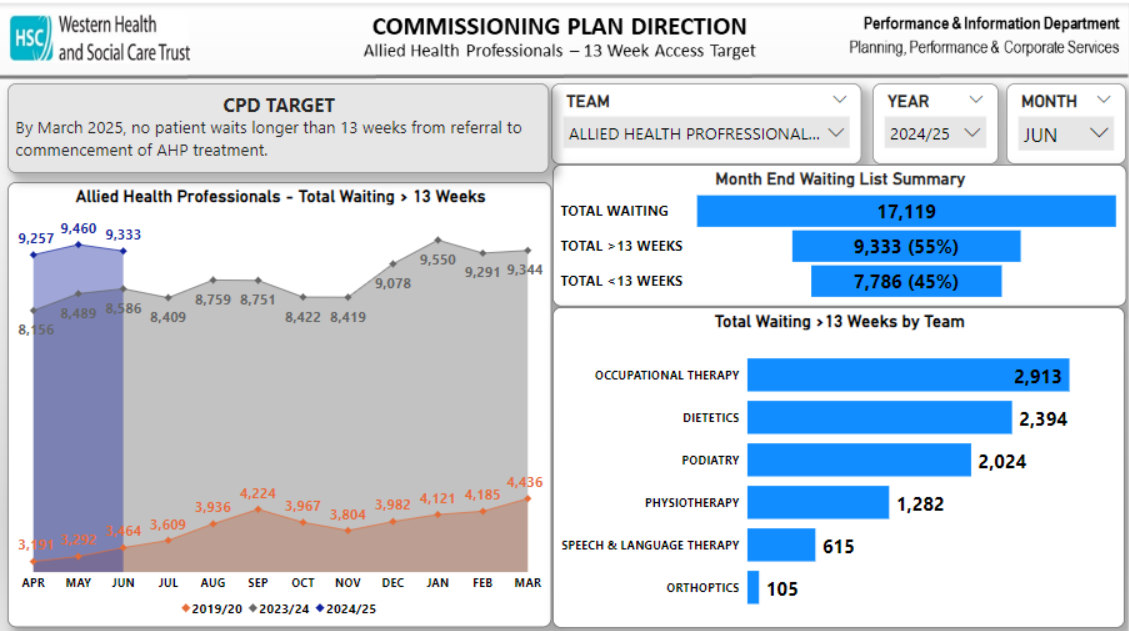 HSC
Western Health
and Social Care Trust
COMMISSIONING PLAN DIRECTION
Allied Health Professionals – 13 Week Access Target
Performance & Information Department
Planning, Performance & Corporate Services
CPD TARGET
By March 2025, no patient waits longer than 13 weeks from referral to
commencement of AHP treatment.
TEAM
ALLIED HEALTH PROFRESSIONAL...
YEAR
2024/25
MONTH
JUN
Allied Health Professionals - Total Waiting > 13 Weeks
9,257 9,460 9,333
8,156 8,489 8,586 8,409 8,759 8,751 8,422 8,419 9,078 9,550 9,291 9,344
3,191 3,292 3,464 3,609 3,936 4,224 3,967 3,804 3,982 4,121 4,185 4,436
APR MAY JUN JUL AUG SEP OCT NOV DEC JAN FEB MAR
2019/20 2023/24 2024/25
Month End Waiting List Summary
TOTAL WAITING 17,119
TOTAL >13 WEEKS 9,333 (55%)
TOTAL <13 WEEKS 7,786 (45%)
Total Waiting >13 Weeks by Team
OCCUPATIONAL THERAPY 2,913
DIETETICS 2,394
PODIATRY 2,024
PHYSIOTHERAPY 1,282
SPEECH & LANGUAGE THERAPY 615
ORTHOPTICS 105